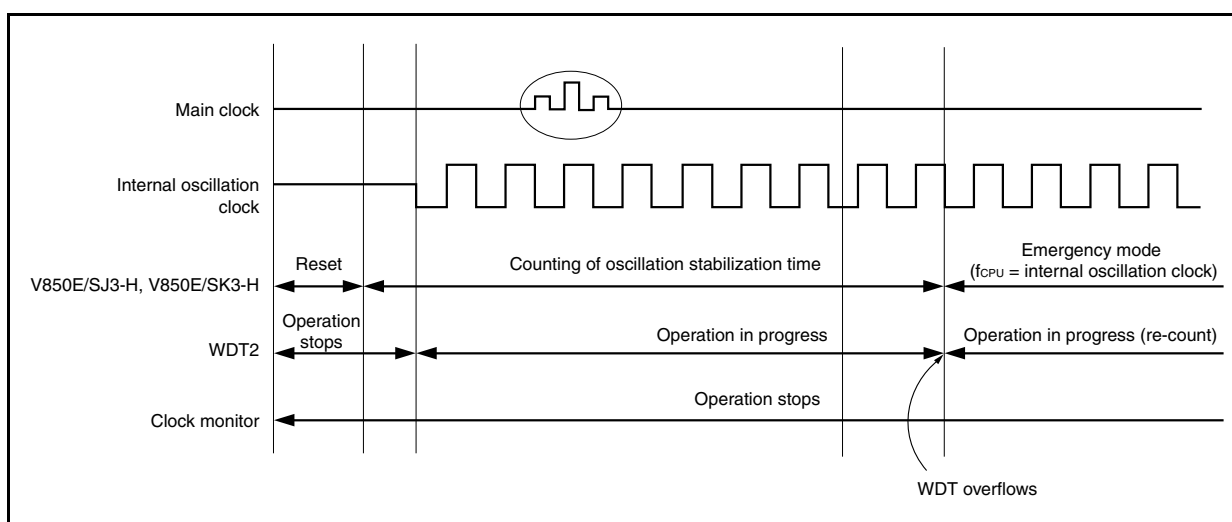 Main clock
Internal oscillation
clock
V850E/SJ3-H, V850E/SK3-H
Reset
Counting of oscillation stabilization time
Emergency mode
(fCPU = internal oscillation clock)
WDT2
Operation
stops
Operation in progress
Operation in progress (re-count)
Clock monitor
Operation stops
WDT overflows